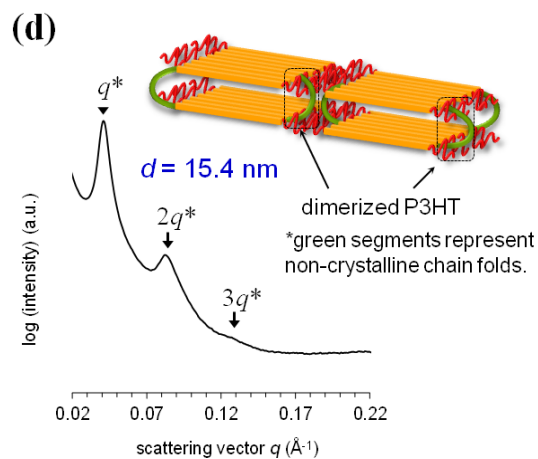 (d)
q*
d = 15.4 nm
2q*
dimerized P3HT
*green segments represent
non-crystalline chain folds.
3q*
log (intensity) (a.u.)
0.02 0.07 0.12 0.17 0.22
scattering vector q (Å⁻¹)